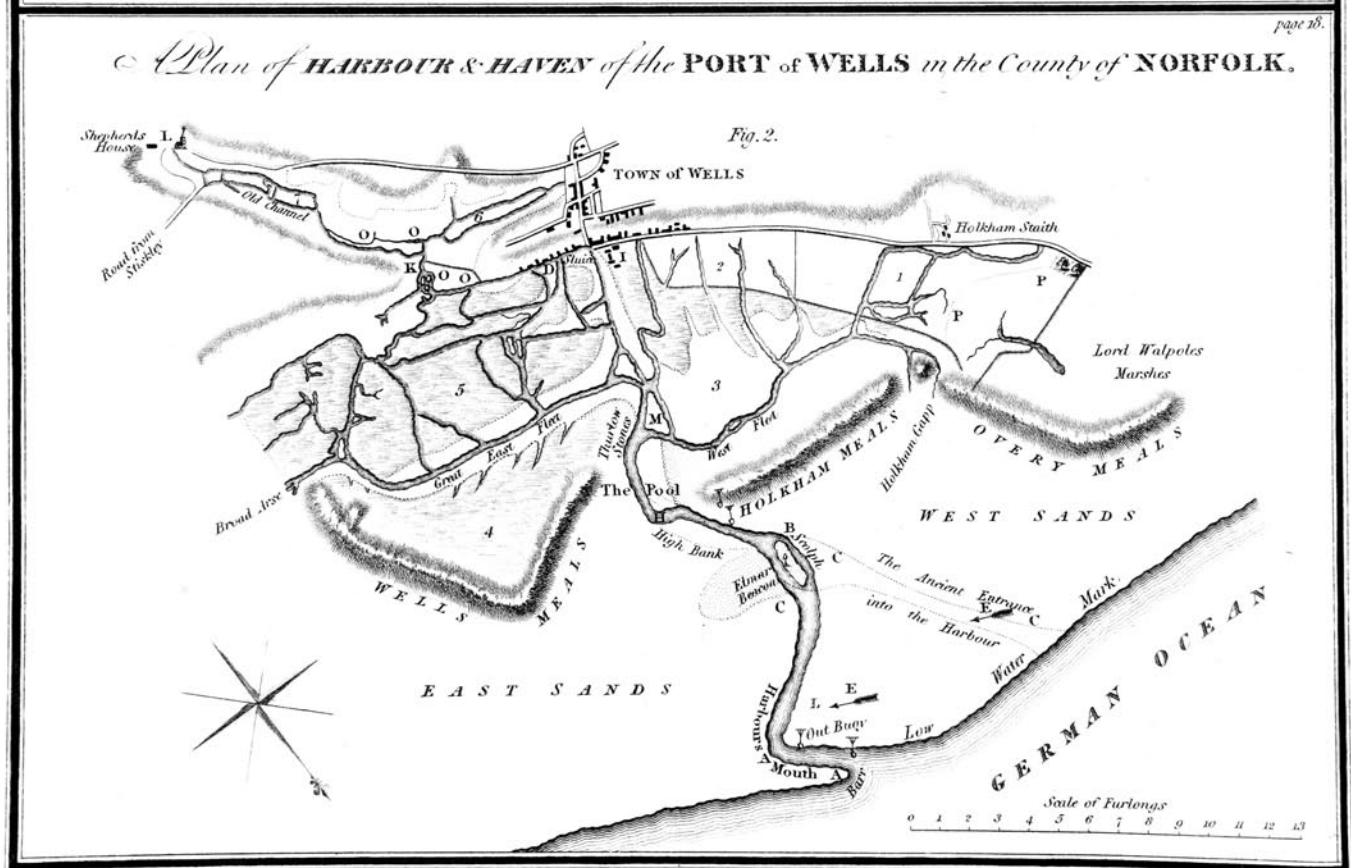 page 18.
A Plan of HARBOUR & HAVEN of the PORT of WELLS in the County of NORFOLK.
Fig. 2.
Shepherds
House
L
TOWN of WELLS
Old Channel
6
O
O
Road from
Stiskley
K
O
O
D
Sluice
I
2
Holkham Staith
1
P
P
Lord Walpoles
Marshes
5
3
Great East Fleet
Thurlow
Stones
M
West Fleet
Holkham Gapp
OVERY MEALS
HOLKHAM MEALS
Broad Arse
The Pool
H
4
WELLS MEALS
High Bank
B
Scolph
C
WEST SANDS
Elmar
Beacon
C
The Ancient Entrance
E
C
into the Harbour
Low Water Mark.
GERMAN OCEAN
EAST SANDS
L
E
Out Buoy
Harbours
A
Mouth
A
Barr
Scale of Furlongs
0 1 2 3 4 5 6 7 8 9 10 11 12 13